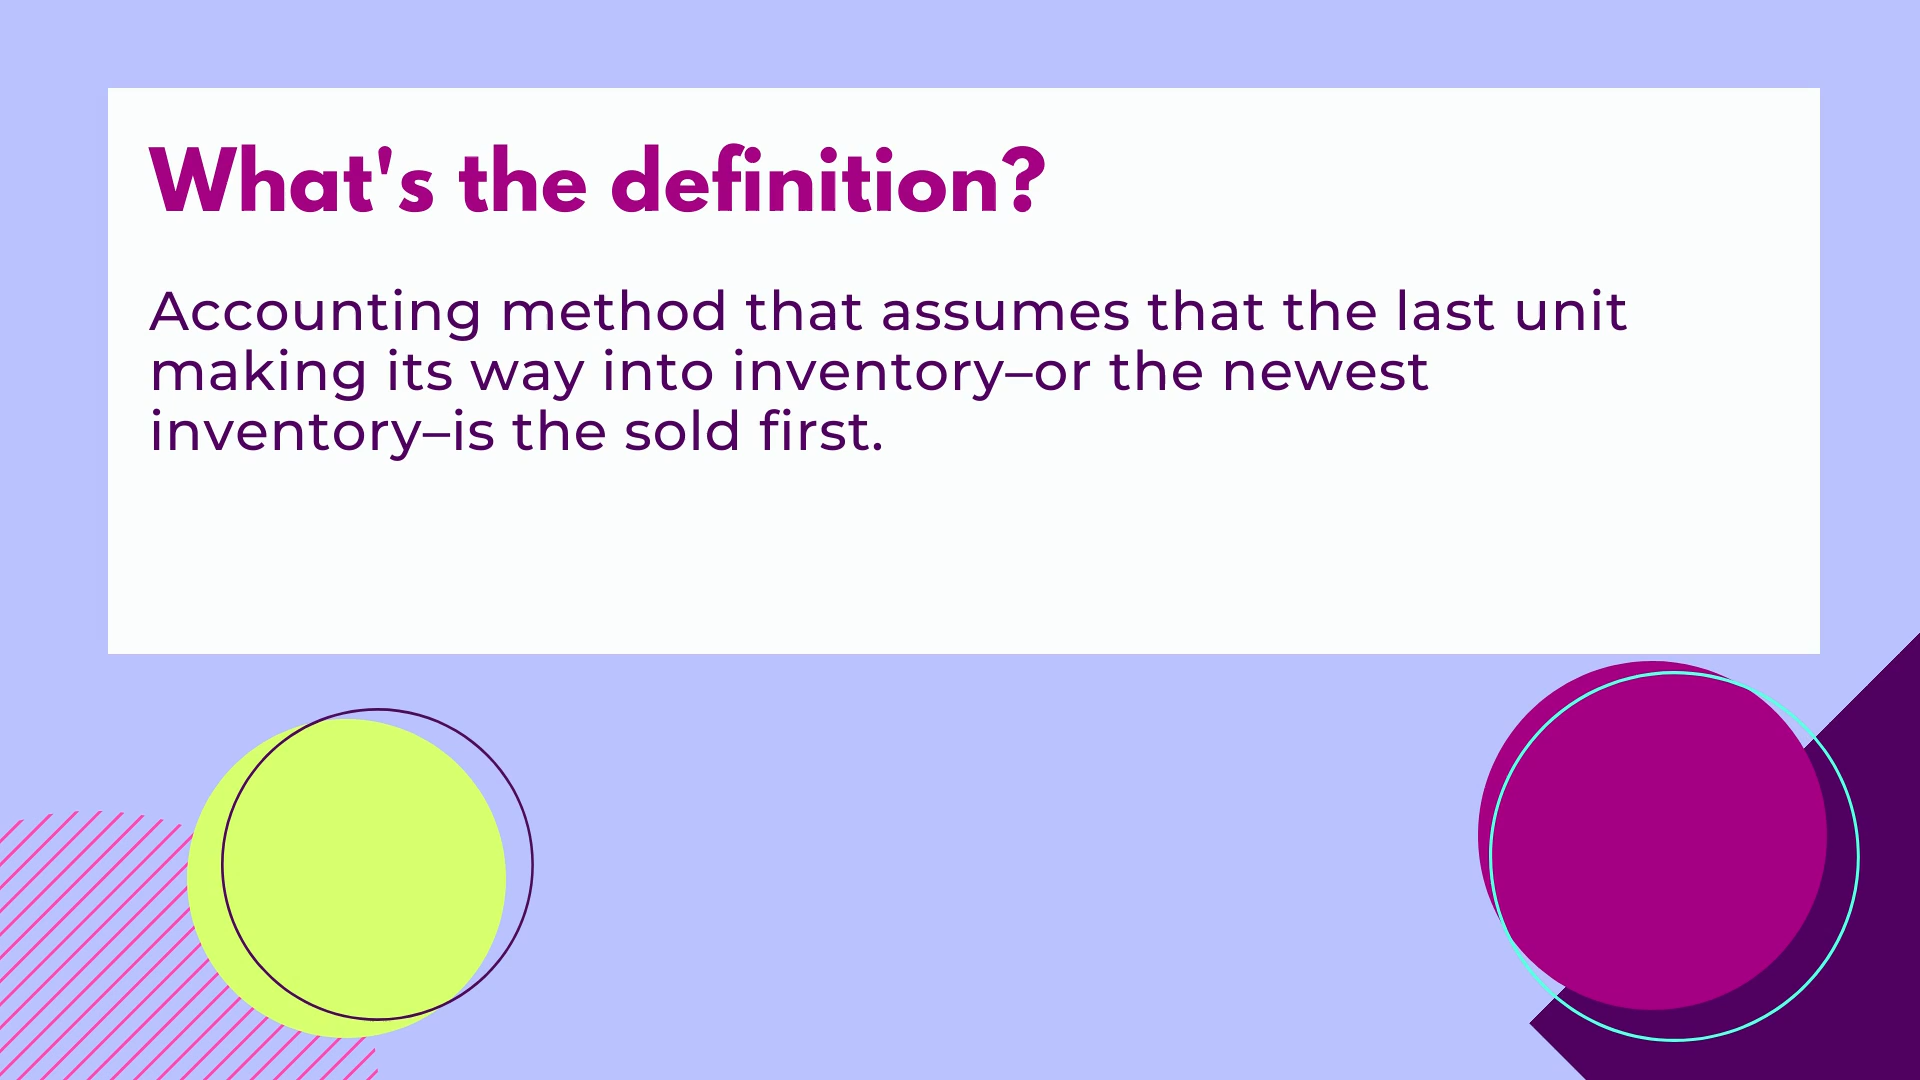 What's the definition?
Accounting method that assumes that the last unit
making its way into inventory–or the newest
inventory–is the sold first.